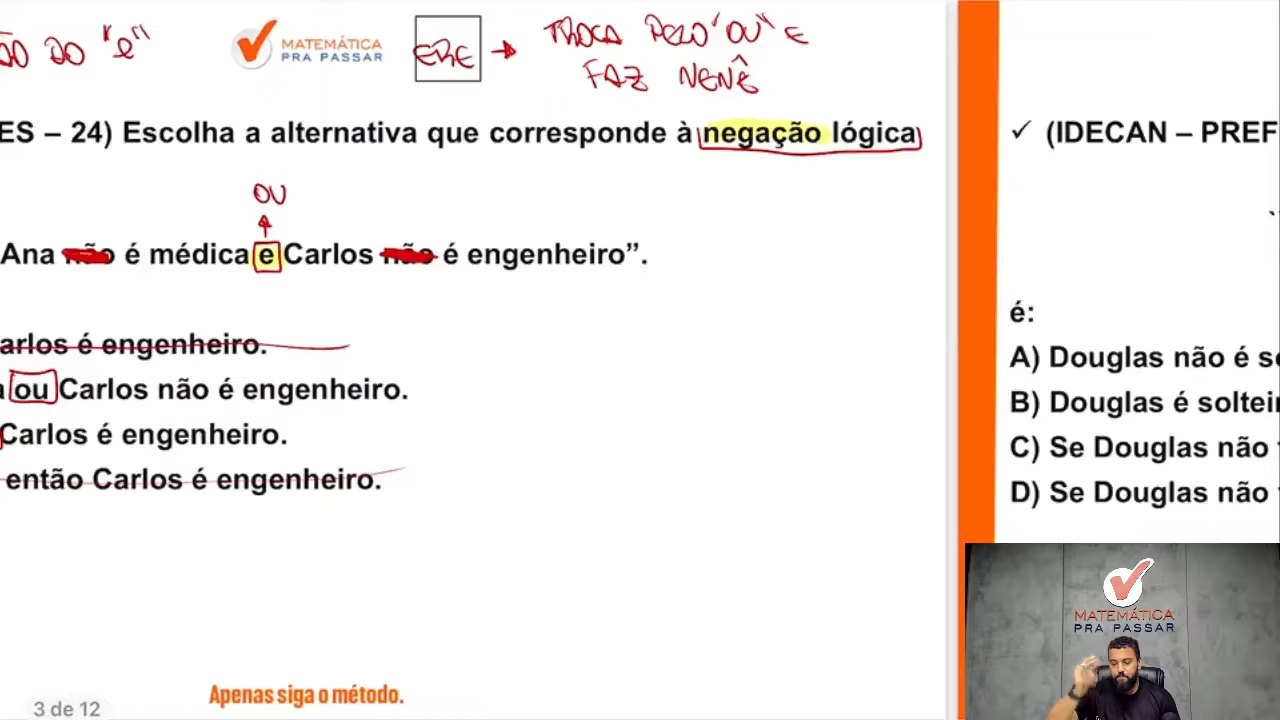 ÃO DO "e"
MATEMÁTICA
PRA PASSAR
ERE → TROCA PELO "OU" E
FAZ NENÊ
ES – 24) Escolha a alternativa que corresponde à negação lógica
OU
Ana não é médica e Carlos não é engenheiro”.
arlos é engenheiro.
a ou Carlos não é engenheiro.
Carlos é engenheiro.
então Carlos é engenheiro.
Apenas siga o método.
3 de 12
✓ (IDECAN – PREF
é:
A) Douglas não é so
B) Douglas é soltei
C) Se Douglas não
D) Se Douglas não
MATEMÁTICA
PRA PASSAR